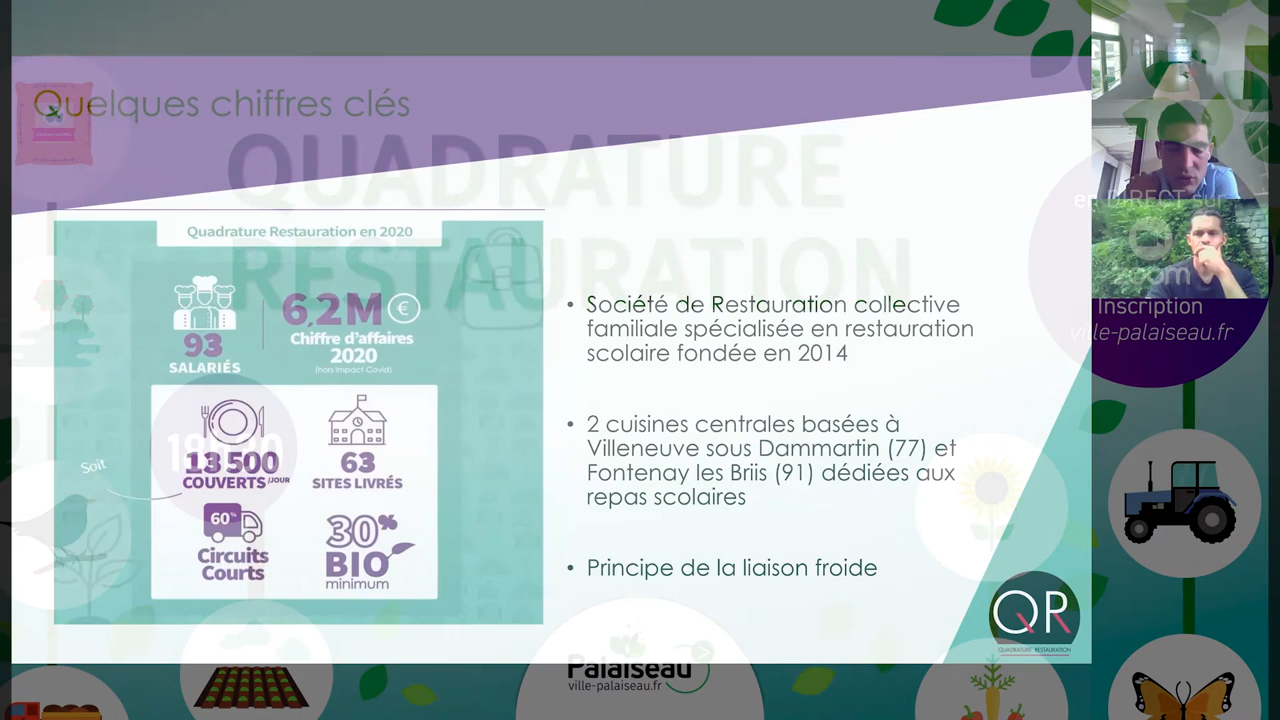 Quelques chiffres clés
QUADRATURE
RESTAURATION
Quadrature Restauration en 2020
93
SALARIÉS
6,2M €
Chiffre d'affaires
2020
(hors Impact Covid)
Soit
13 500
COUVERTS /JOUR
63
SITES LIVRÉS
60%
Circuits
Courts
30%
BIO
minimum
• Société de Restauration collective
familiale spécialisée en restauration
scolaire fondée en 2014
• 2 cuisines centrales basées à
Villeneuve sous Dammartin (77) et
Fontenay les Briis (91) dédiées aux
repas scolaires
• Principe de la liaison froide
en DIRECT sur
zoom
Inscription
ville-palaiseau.fr
QR
QUADRATURE RESTAURATION
Palaiseau
ville-palaiseau.fr